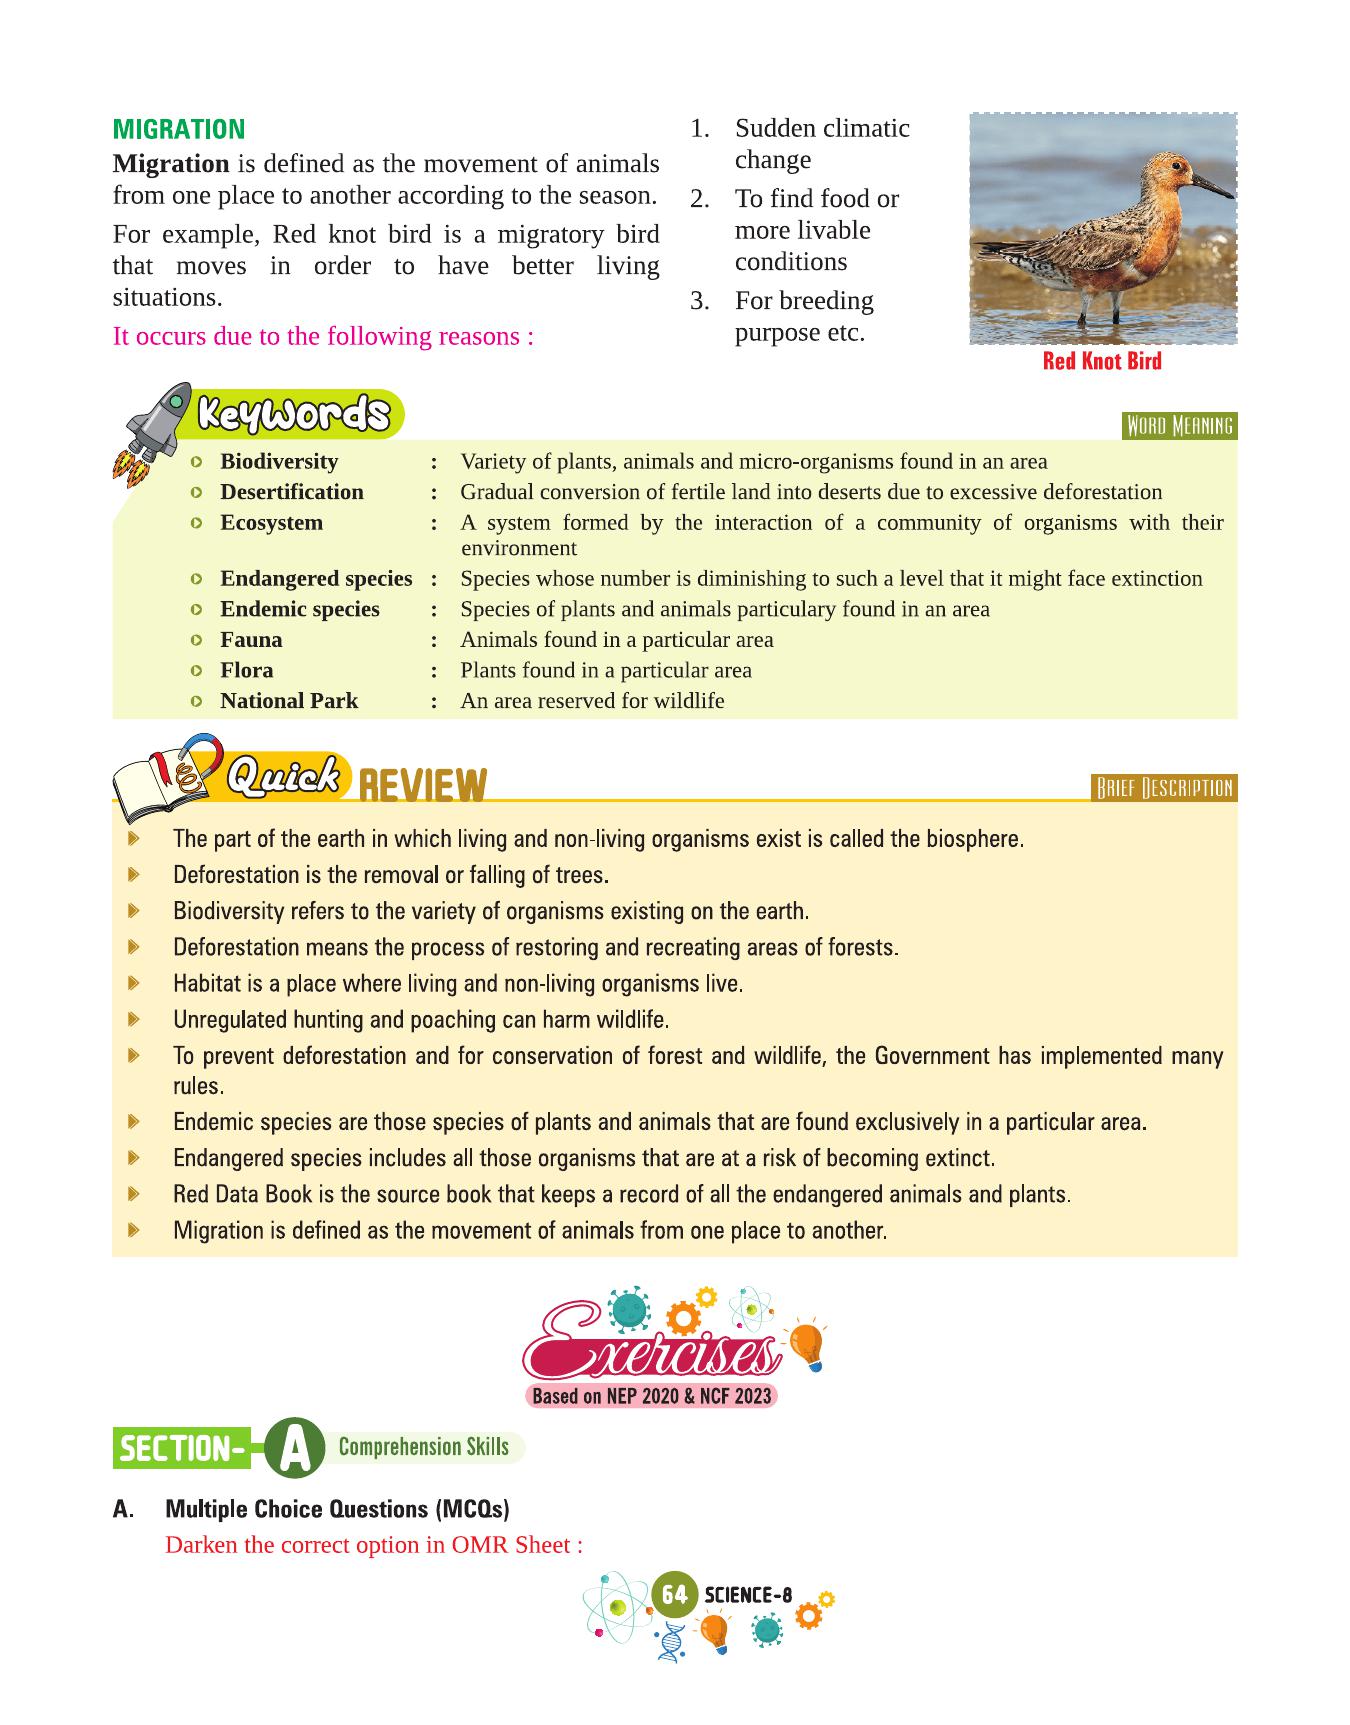 MIGRATION
Migration is defined as the movement of animals
from one place to another according to the season.
For example, Red knot bird is a migratory bird
that moves in order to have better living
situations.
It occurs due to the following reasons :
1. Sudden climatic
change
2. To find food or
more livable
conditions
3. For breeding
purpose etc.
Red Knot Bird
KeyWords
WORD MEANING
Biodiversity : Variety of plants, animals and micro-organisms found in an area
Desertification : Gradual conversion of fertile land into deserts due to excessive deforestation
Ecosystem : A system formed by the interaction of a community of organisms with their
environment
Endangered species : Species whose number is diminishing to such a level that it might face extinction
Endemic species : Species of plants and animals particulary found in an area
Fauna : Animals found in a particular area
Flora : Plants found in a particular area
National Park : An area reserved for wildlife
Quick REVIEW
BRIEF DESCRIPTION
The part of the earth in which living and non-living organisms exist is called the biosphere.
Deforestation is the removal or falling of trees.
Biodiversity refers to the variety of organisms existing on the earth.
Deforestation means the process of restoring and recreating areas of forests.
Habitat is a place where living and non-living organisms live.
Unregulated hunting and poaching can harm wildlife.
To prevent deforestation and for conservation of forest and wildlife, the Government has implemented many
rules.
Endemic species are those species of plants and animals that are found exclusively in a particular area.
Endangered species includes all those organisms that are at a risk of becoming extinct.
Red Data Book is the source book that keeps a record of all the endangered animals and plants.
Migration is defined as the movement of animals from one place to another.
Exercises
Based on NEP 2020 & NCF 2023
SECTION- A Comprehension Skills
A. Multiple Choice Questions (MCQs)
Darken the correct option in OMR Sheet :
64 SCIENCE-8